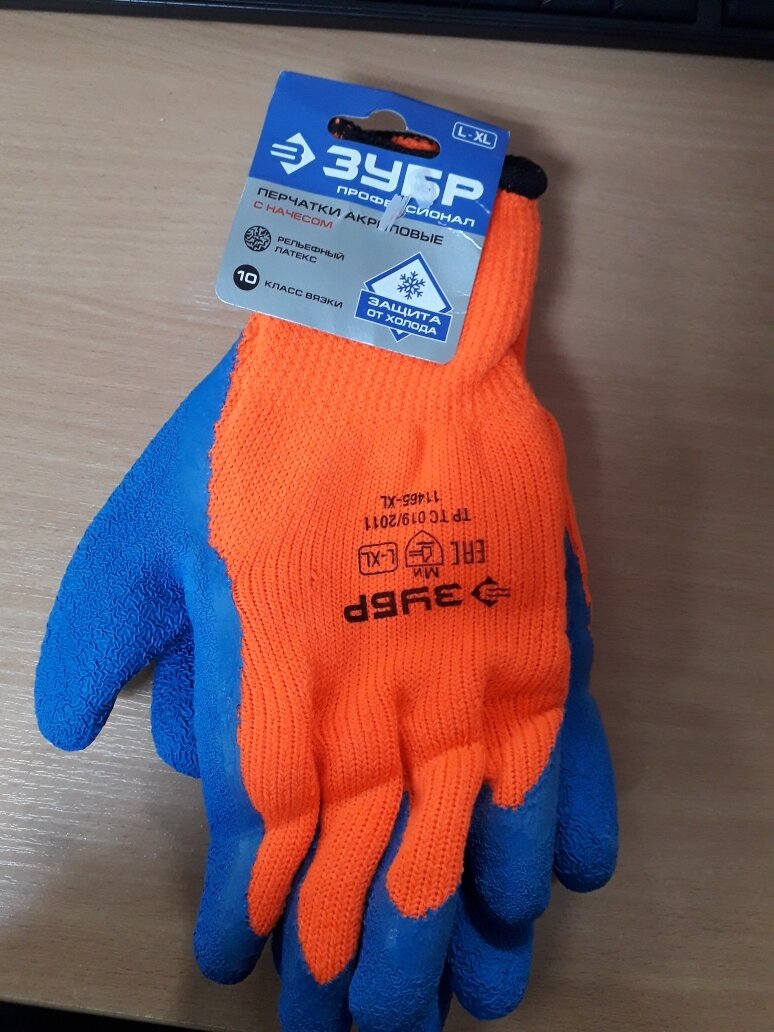 L-XL
ЗУБР
ПРОФЕССИОНАЛ
ПЕРЧАТКИ АКРИЛОВЫЕ
С НАЧЕСОМ
РЕЛЬЕФНЫЙ
ЛАТЕКС
10 КЛАСС ВЯЗКИ
ЗАЩИТА
ОТ ХОЛОДА
ЗУБР
EAC Ми L-XL
ТР ТС 019/2011
11465-XL